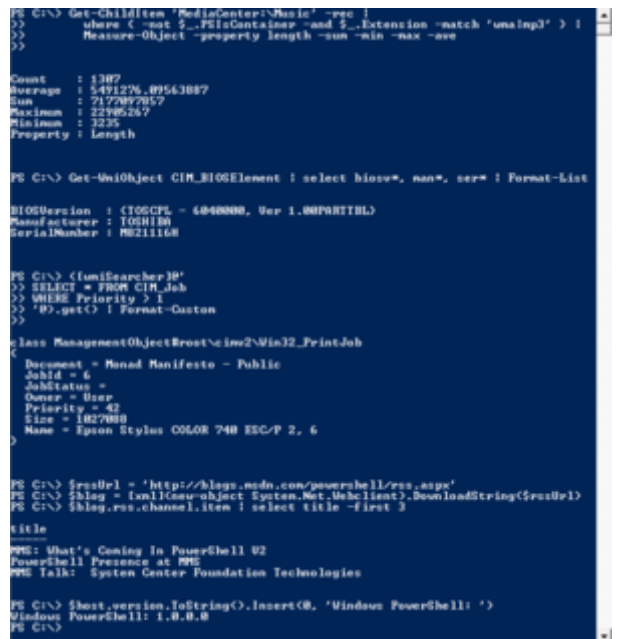 PS C:\> Get-ChildItem 'MediaCenter:\Music' -rec |
>>     where { -not $_.PSIsContainer -and $_.Extension -match 'wma|mp3' } |
>>         Measure-Object -property length -sum -min -max -ave
>>
Count    : 1307
Average  : 5491276.09563887
Sum      : 7177097857
Maximum  : 22905267
Minimum  : 3235
Property : Length
PS C:\> Get-WmiObject CIM_BIOSElement | select biosv*, man*, ser* | Format-List
BIOSVersion  : {TOSCPL - 6040000, Ver 1.00PARTTBL}
Manufacturer : TOSHIBA
SerialNumber : M821116H
PS C:\> ([wmiSearcher]@'
>> SELECT * FROM CIM_Job
>> WHERE Priority > 1
>> '@).get() | Format-Custom
>>
class ManagementObject#root\cimv2\Win32_PrintJob
{
  Document = Monad Manifesto - Public
  JobId = 6
  JobStatus =
  Owner = User
  Priority = 42
  Size = 1027088
  Name = Epson Stylus COLOR 740 ESC/P 2, 6
}
PS C:\> $rssUrl = 'http://blogs.msdn.com/powershell/rss.aspx'
PS C:\> $blog = [xml](new-object System.Net.Webclient).DownloadString($rssUrl)
PS C:\> $blog.rss.channel.item | select title -first 3
title
-----
MMS: What's Coming In PowerShell V2
PowerShell Presence at MMS
MMS Talk:  System Center Foundation Technologies
PS C:\> $host.version.ToString().Insert(0, 'Windows PowerShell: ')
Windows PowerShell: 1.0.0.0
PS C:\>